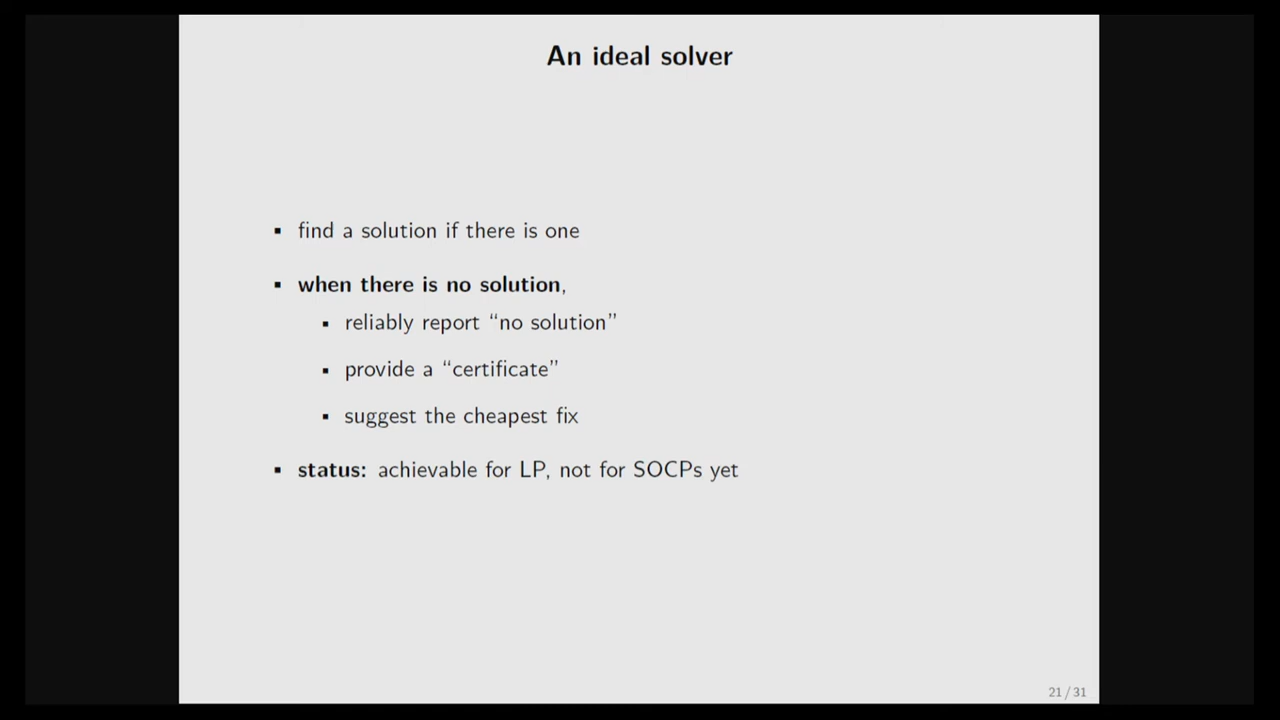 An ideal solver
▪ find a solution if there is one
▪ when there is no solution,
▪ reliably report “no solution”
▪ provide a “certificate”
▪ suggest the cheapest fix
▪ status: achievable for LP, not for SOCPs yet
21 / 31